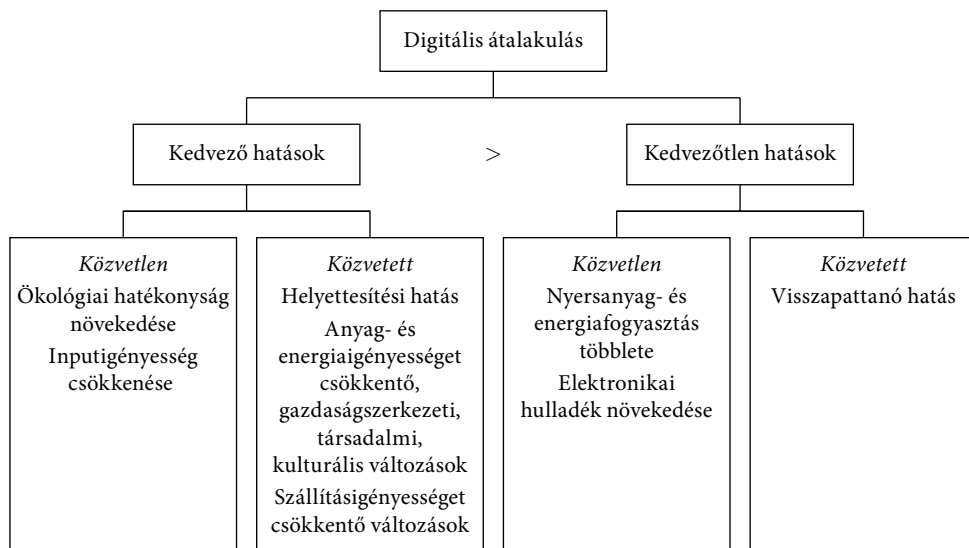 Digitális átalakulás
Kedvező hatások
>
Kedvezőtlen hatások
Közvetlen
Ökológiai hatékonyság
növekedése
Inputigényesség
csökkenése
Közvetett
Helyettesítési hatás
Anyag- és
energiaigényességet
csökkentő,
gazdaságszerkezeti,
társadalmi,
kulturális változások
Szállításigényességet
csökkentő változások
Közvetlen
Nyersanyag- és
energiafogyasztás
többlete
Elektronikai
hulladék növekedése
Közvetett
Visszapattanó hatás